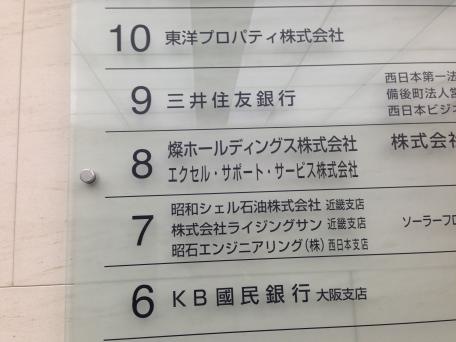 10 東洋プロパティ株式会社
9 三井住友銀行
西日本第一法
備後町法人営
西日本ビジネ
8 燦ホールディングス株式会社
エクセル・サポート・サービス株式会社
株式会
7 昭和シェル石油株式会社 近畿支店
株式会社ライジングサン 近畿支店
昭石エンジニアリング(株) 西日本支店
ソーラーフロ
6 KB國民銀行 大阪支店